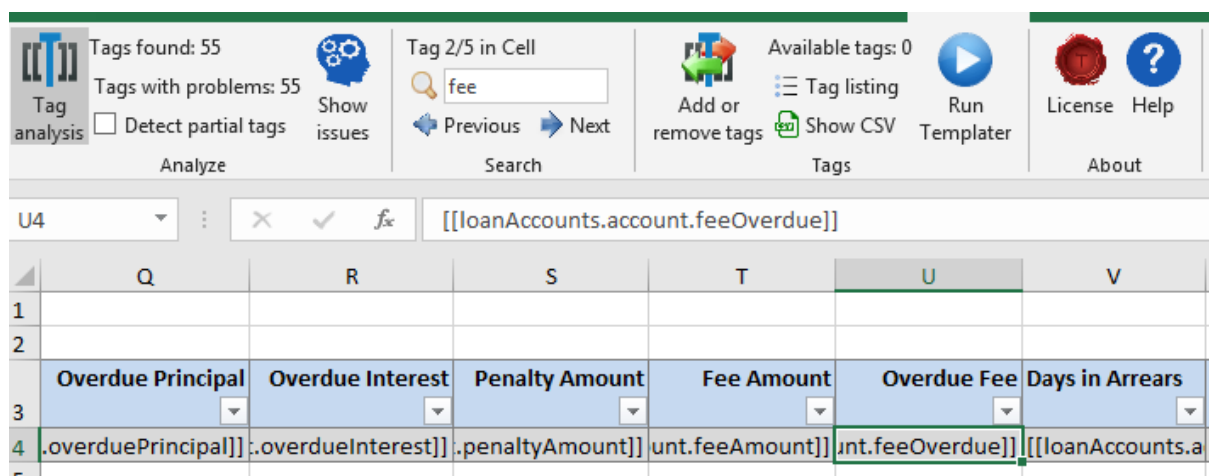 Tags found: 55
Tags with problems: 55
Detect partial tags
Tag analysis
Show issues
Analyze
Tag 2/5 in Cell
fee
Previous Next
Search
Add or remove tags
Available tags: 0
Tag listing
Show CSV
Tags
Run Templater
License Help
About
U4 fx [[loanAccounts.account.feeOverdue]]
Q R S T U V
1
2
3 Overdue Principal Overdue Interest Penalty Amount Fee Amount Overdue Fee Days in Arrears
4 .overduePrincipal]] .overdueInterest]] .penaltyAmount]] unt.feeAmount]] unt.feeOverdue]] [[loanAccounts.a